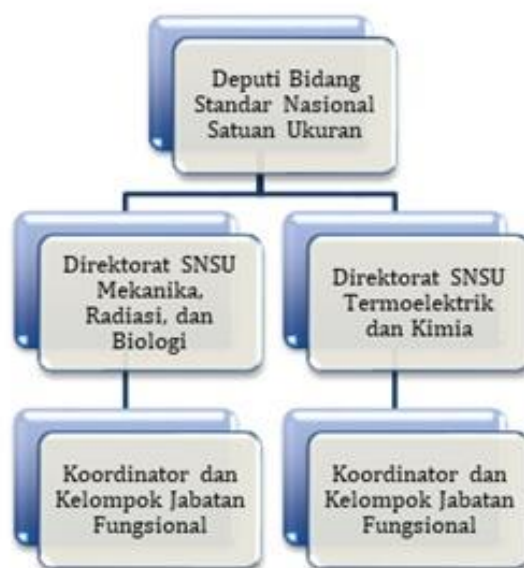 Deputi Bidang
Standar Nasional
Satuan Ukuran
Direktorat SNSU
Mekanika,
Radiasi, dan
Biologi
Direktorat SNSU
Termoelektrik
dan Kimia
Koordinator dan
Kelompok Jabatan
Fungsional
Koordinator dan
Kelompok Jabatan
Fungsional